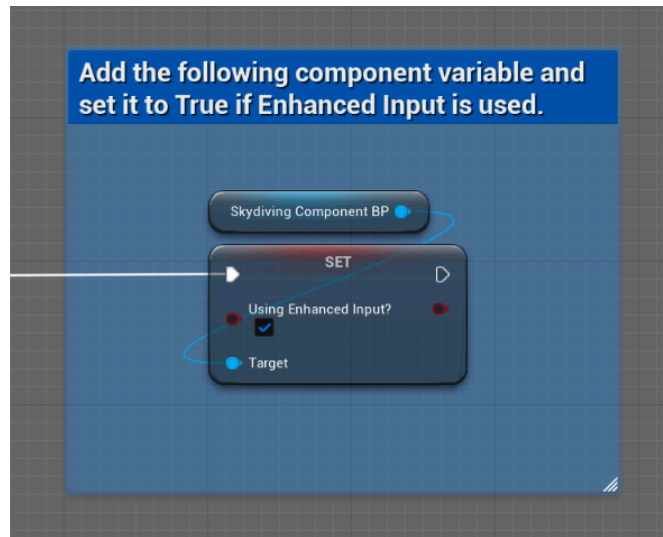 Add the following component variable and
set it to True if Enhanced Input is used.
Skydiving Component BP
SET
Using Enhanced Input?
Target